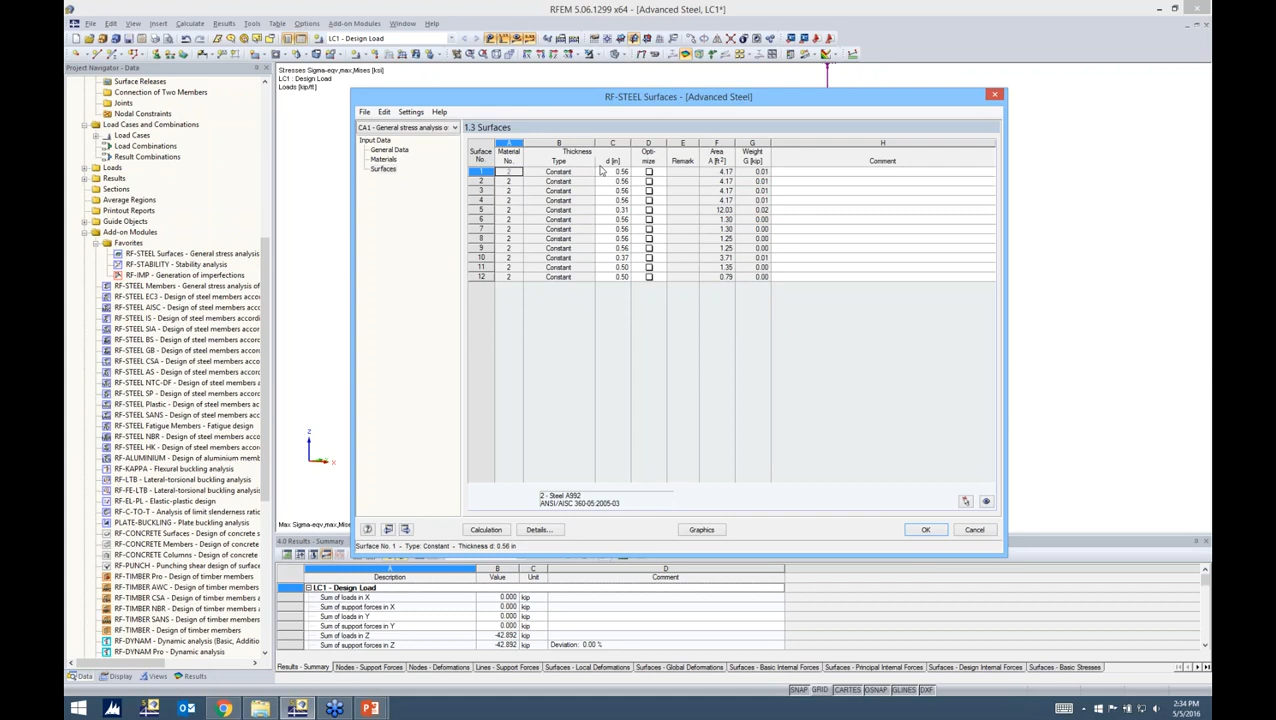 RFEM 5.06.1299 x64 - [Advanced Steel, LC1*]
File Edit View Insert Calculate Results Tools Table Options Add-on Modules Window Help
LC1 - Design Load
Project Navigator - Data
Surface Releases
Connection of Two Members
Joints
Nodal Constraints
Load Cases and Combinations
Load Cases
Load Combinations
Result Combinations
Loads
Results
Sections
Average Regions
Printout Reports
Guide Objects
Add-on Modules
Favorites
RF-STEEL Surfaces - General stress analysis
RF-STABILITY - Stability analysis
RF-IMP - Generation of imperfections
RF-STEEL Members - General stress analysis of
RF-STEEL EC3 - Design of steel members accordi
RF-STEEL AISC - Design of steel members accor
RF-STEEL IS - Design of steel members accordin
RF-STEEL SIA - Design of steel members accordi
RF-STEEL BS - Design of steel members accordi
RF-STEEL GB - Design of steel members accordi
RF-STEEL CSA - Design of steel members accord
RF-STEEL AS - Design of steel members accordi
RF-STEEL NTC-DF - Design of steel members acc
RF-STEEL SP - Design of steel members accordi
RF-STEEL Plastic - Design of steel members acco
RF-STEEL SANS - Design of steel members acco
RF-STEEL Fatigue Members - Fatigue design
RF-STEEL NBR - Design of steel members accor
RF-STEEL HK - Design of steel members accordi
RF-ALUMINIUM - Design of aluminium membe
RF-KAPPA - Flexural buckling analysis
RF-LTB - Lateral-torsional buckling analysis
RF-FE-LTB - Lateral-torsional buckling analysis
RF-EL-PL - Elastic-plastic design
RF-C-TO-T - Analysis of limit slenderness ratio
PLATE-BUCKLING - Plate buckling analysis
RF-CONCRETE Surfaces - Design of concrete su
RF-CONCRETE Members - Design of concrete
RF-CONCRETE Columns - Design of concrete
RF-PUNCH - Punching shear design of surface
RF-TIMBER Pro - Design of timber members
RF-TIMBER AWC - Design of timber members
RF-TIMBER CSA - Design of timber members
RF-TIMBER NBR - Design of timber members
RF-TIMBER SANS - Design of timber members
RF-TIMBER - Design of timber members
RF-DYNAM - Dynamic analysis (Basic, Additio
RF-DYNAM Pro - Dynamic analysis
Data Display Views Results
Stresses Sigma-eqv,max,Mises [ksi]
LC1 : Design Load
Loads [kip/ft]
Z
X
Max Sigma-eqv,max,Mise
RF-STEEL Surfaces - [Advanced Steel]
File Edit Settings Help
CA1 - General stress analysis o
1.3 Surfaces
Input Data
General Data
Materials
Surfaces
A B C D E F G H
Surface Material Thickness Opti- Area Weight
No. No. Type d [in] mize Remark A [ft²] G [kip] Comment
1 2 Constant 0.56 4.17 0.01
2 2 Constant 0.56 4.17 0.01
3 2 Constant 0.56 4.17 0.01
4 2 Constant 0.56 4.17 0.01
5 2 Constant 0.31 12.03 0.02
6 2 Constant 0.56 1.30 0.00
7 2 Constant 0.56 1.30 0.00
8 2 Constant 0.56 1.25 0.00
9 2 Constant 0.56 1.25 0.00
10 2 Constant 0.37 3.71 0.01
11 2 Constant 0.50 1.35 0.00
12 2 Constant 0.50 0.79 0.00
2 - Steel A992
ANSI/AISC 360-05:2005-03
Calculation Details... Graphics OK Cancel
Surface No. 1 - Type: Constant - Thickness d: 0.56 in
4.0 Results - Summary
A B C D
Description Value Unit Comment
LC1 - Design Load
Sum of loads in X 0.000 kip
Sum of support forces in X 0.000 kip
Sum of loads in Y 0.000 kip
Sum of support forces in Y 0.000 kip
Sum of loads in Z -42.892 kip
Sum of support forces in Z -42.892 kip Deviation: 0.00 %
Results - Summary Nodes - Support Forces Nodes - Deformations Lines - Support Forces Surfaces - Local Deformations Surfaces - Global Deformations Surfaces - Basic Internal Forces Surfaces - Principal Internal Forces Surfaces - Design Internal Forces Surfaces - Basic Stresses
SNAP GRID CARTES OSNAP GLINES DXF
2:34 PM
5/5/2016